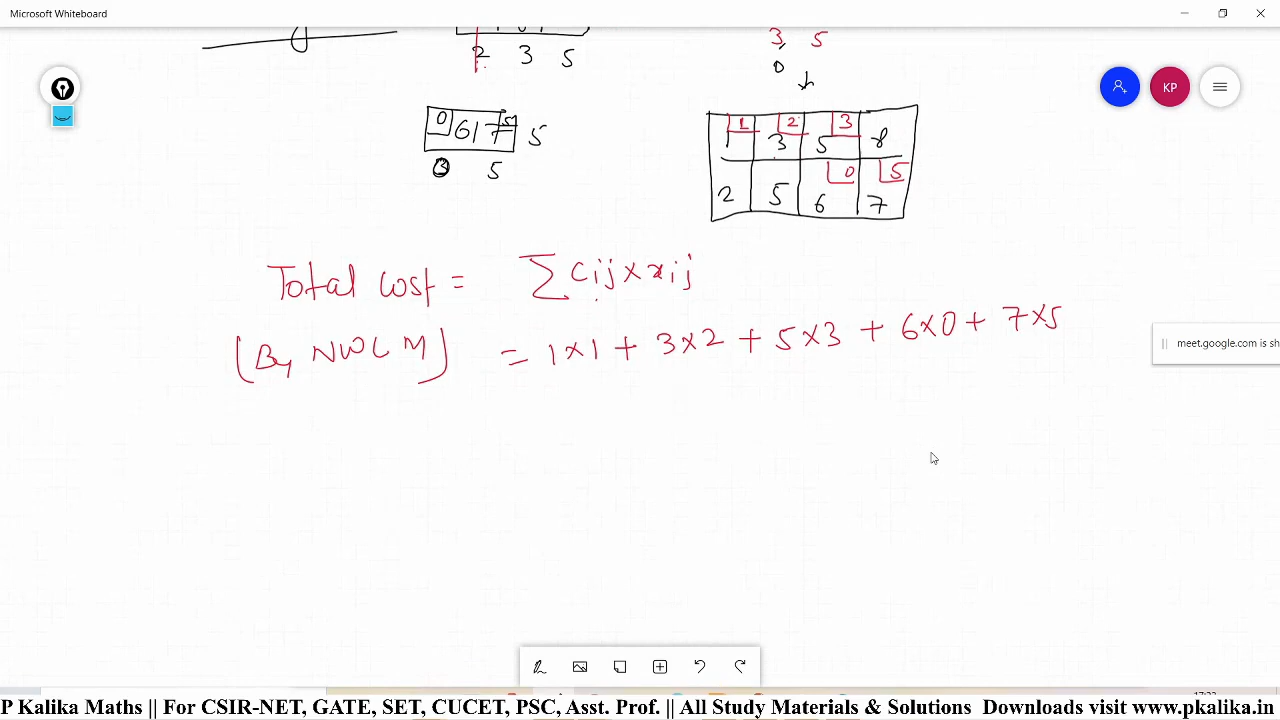 Microsoft Whiteboard
2 3 5
3 5
0
KP
0 6 7 5 5
3 5
1 1 3 2 5 3 8
2 5 6 0 7 5
Total cost = ∑ Cij × xij
(By NWCM) = 1×1 + 3×2 + 5×3 + 6×0 + 7×5
meet.google.com is sh
P Kalika Maths || For CSIR-NET, GATE, SET, CUCET, PSC, Asst. Prof. || All Study Materials & Solutions Downloads visit www.pkalika.in